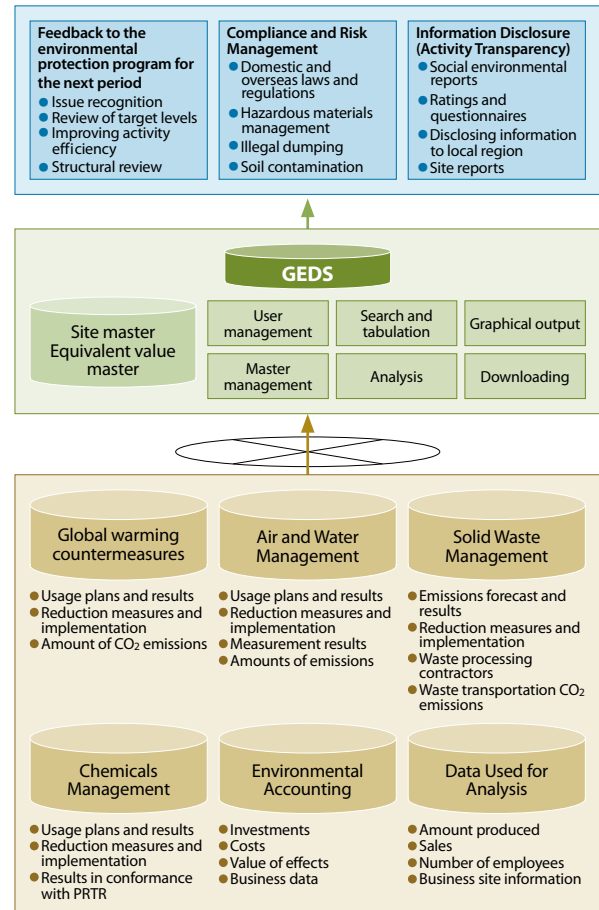 Feedback to the
environmental
protection program for
the next period
● Issue recognition
● Review of target levels
● Improving activity
efficiency
● Structural review
Compliance and Risk
Management
● Domestic and
overseas laws and
regulations
● Hazardous materials
management
● Illegal dumping
● Soil contamination
Information Disclosure
(Activity Transparency)
● Social environmental
reports
● Ratings and
questionnaires
● Disclosing information
to local region
● Site reports
GEDS
Site master
Equivalent value
master
User
management
Search and
tabulation
Graphical output
Master
management
Analysis
Downloading
Global warming
countermeasures
● Usage plans and results
● Reduction measures and
implementation
● Amount of CO₂ emissions
Air and Water
Management
● Usage plans and results
● Reduction measures and
implementation
● Measurement results
● Amounts of emissions
Solid Waste
Management
● Emissions forecast and
results
● Reduction measures and
implementation
● Waste processing
contractors
● Waste transportation CO₂
emissions
Chemicals
Management
● Usage plans and results
● Reduction measures and
implementation
● Results in conformance
with PRTR
Environmental
Accounting
● Investments
● Costs
● Value of effects
● Business data
Data Used for
Analysis
● Amount produced
● Sales
● Number of employees
● Business site information